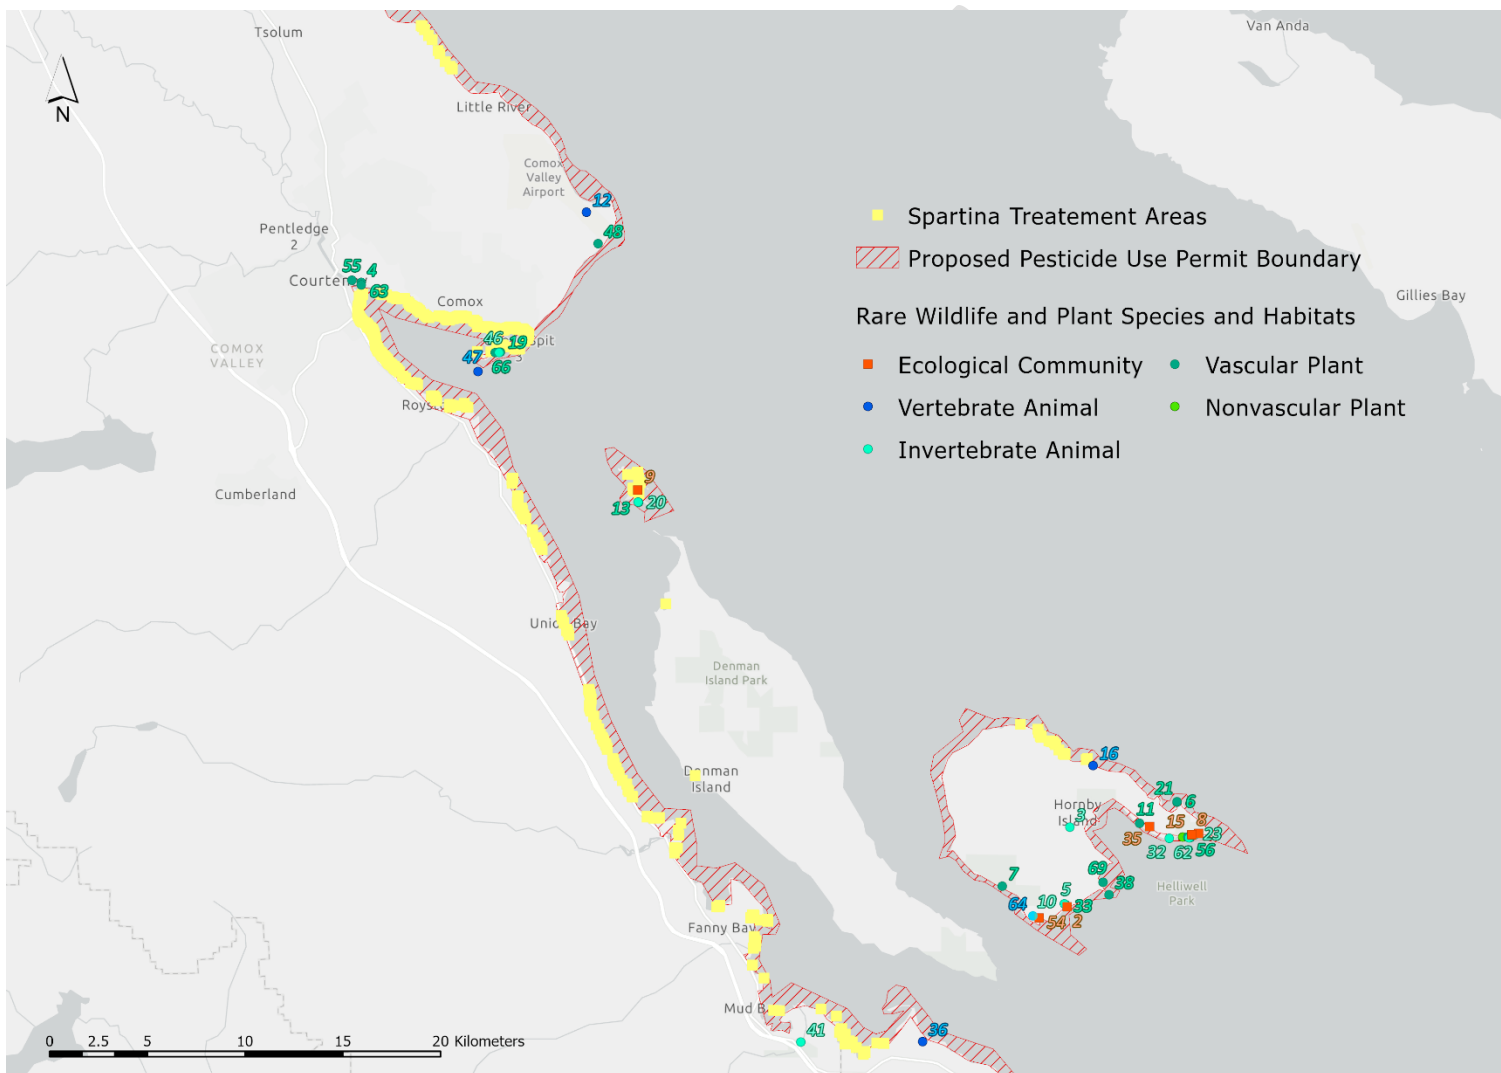 Tsolum
Van Anda
N
Little River
Comox
Valley
Airport
12
48
Pentledge
2
Spartina Treatement Areas
Proposed Pesticide Use Permit Boundary
55
4
63
Comox
Gillies Bay
Rare Wildlife and Plant Species and Habitats
COMOX
VALLEY
46
19
47
66
3
Ecological Community
Vascular Plant
Vertebrate Animal
Nonvascular Plant
Invertebrate Animal
Cumberland
9
13
20
Denman
Island Park
Denman
Island
16
21
6
Hornby
Island
3
11
15
8
23
35
32
62
56
7
69
38
Helliwell
Park
5
10
33
64
54
2
Fanny Bay
41
36
0
2.5
5
10
15
20 Kilometers